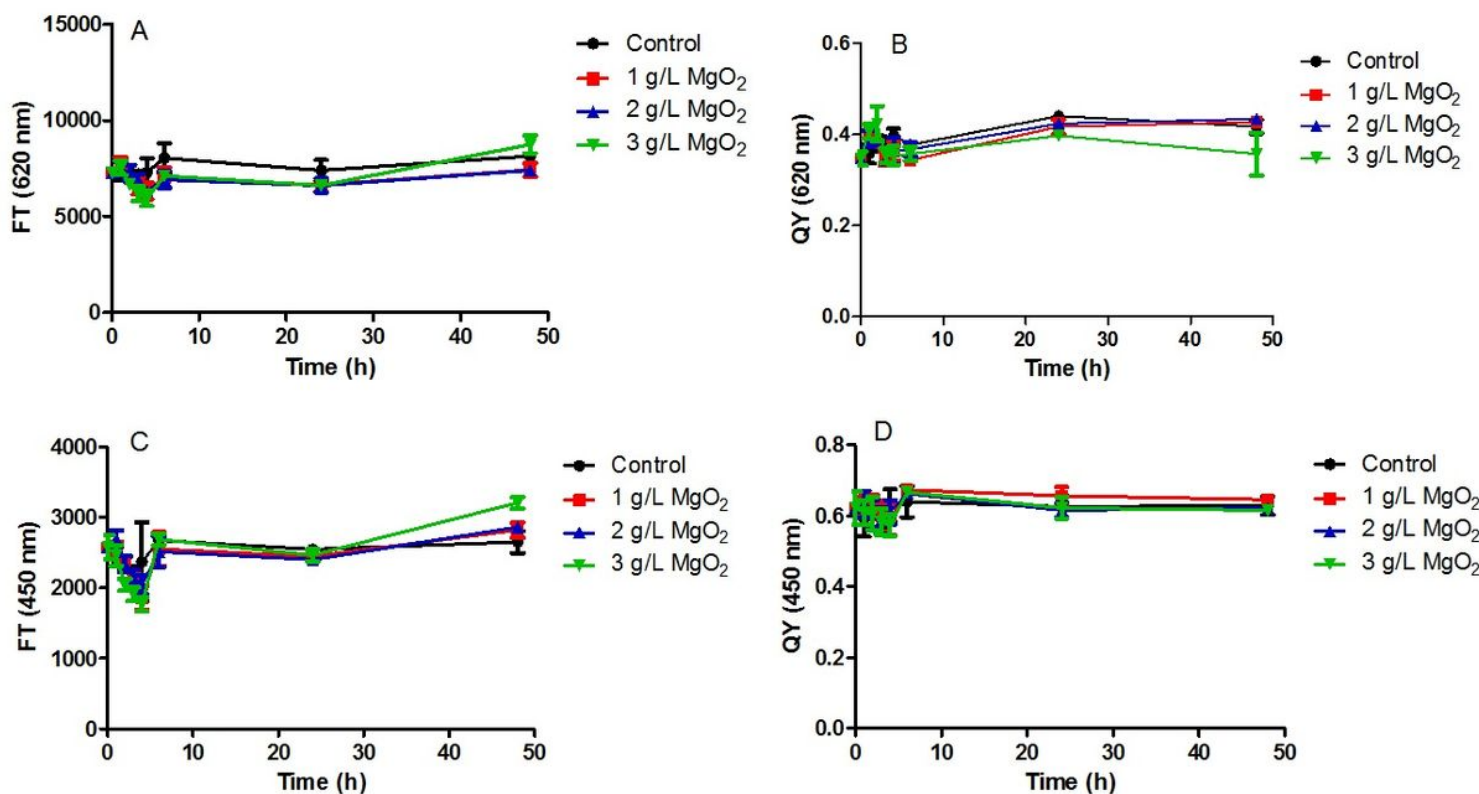 A
15000
10000
5000
0
FT (620 nm)
0 10 20 30 40 50
Time (h)
Control
1 g/L MgO₂
2 g/L MgO₂
3 g/L MgO₂
B
0.6
0.4
0.2
0.0
QY (620 nm)
0 10 20 30 40 50
Time (h)
Control
1 g/L MgO₂
2 g/L MgO₂
3 g/L MgO₂
C
4000
3000
2000
1000
0
FT (450 nm)
0 10 20 30 40 50
Time (h)
Control
1 g/L MgO₂
2 g/L MgO₂
3 g/L MgO₂
D
0.8
0.6
0.4
0.2
0.0
QY (450 nm)
0 10 20 30 40 50
Time (h)
Control
1 g/L MgO₂
2 g/L MgO₂
3 g/L MgO₂